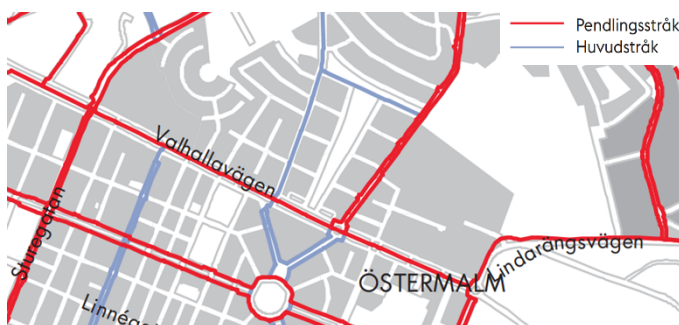 Pendlingsstråk
Huvudstråk
Valhallavägen
Sturegatan
Lindarängsvägen
ÖSTERMALM